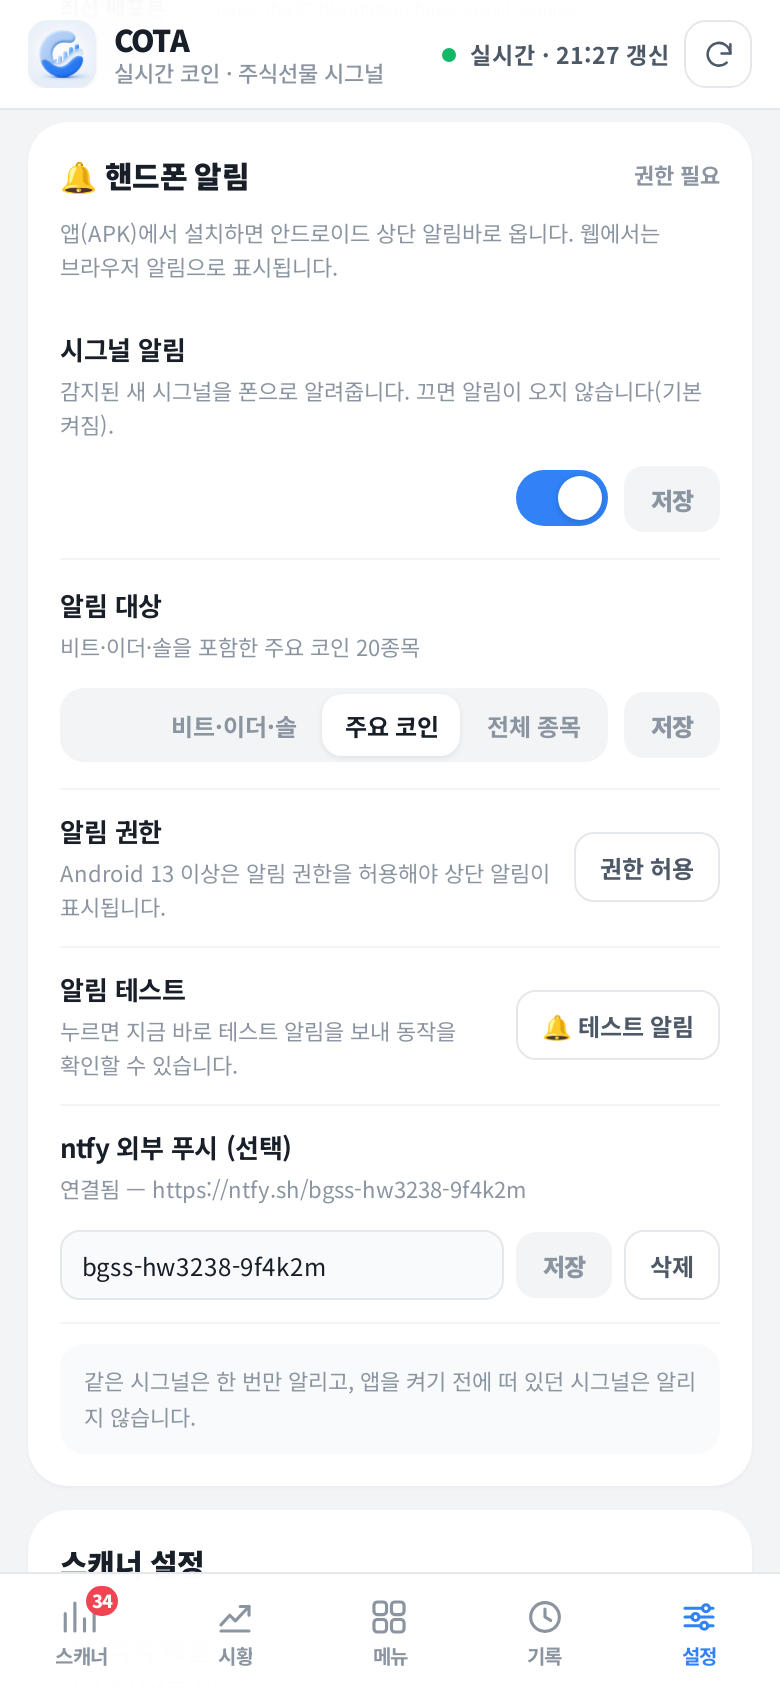 COTA
실시간 코인 · 주식선물 시그널
실시간 · 21:27 갱신
🔔 핸드폰 알림
권한 필요
앱(APK)에서 설치하면 안드로이드 상단 알림바로 옵니다. 웹에서는
브라우저 알림으로 표시됩니다.
시그널 알림
감지된 새 시그널을 폰으로 알려줍니다. 끄면 알림이 오지 않습니다(기본
켜짐).
저장
알림 대상
비트·이더·솔을 포함한 주요 코인 20종목
비트·이더·솔 주요 코인 전체 종목 저장
알림 권한
Android 13 이상은 알림 권한을 허용해야 상단 알림이
표시됩니다.
권한 허용
알림 테스트
누르면 지금 바로 테스트 알림을 보내 동작을
확인할 수 있습니다.
🔔 테스트 알림
ntfy 외부 푸시 (선택)
연결됨 — https://ntfy.sh/bgss-hw3238-9f4k2m
bgss-hw3238-9f4k2m 저장 삭제
같은 시그널은 한 번만 알리고, 앱을 켜기 전에 떠 있던 시그널은 알리
지 않습니다.
스캐너 설정
34
스캐너 시황 메뉴 기록 설정